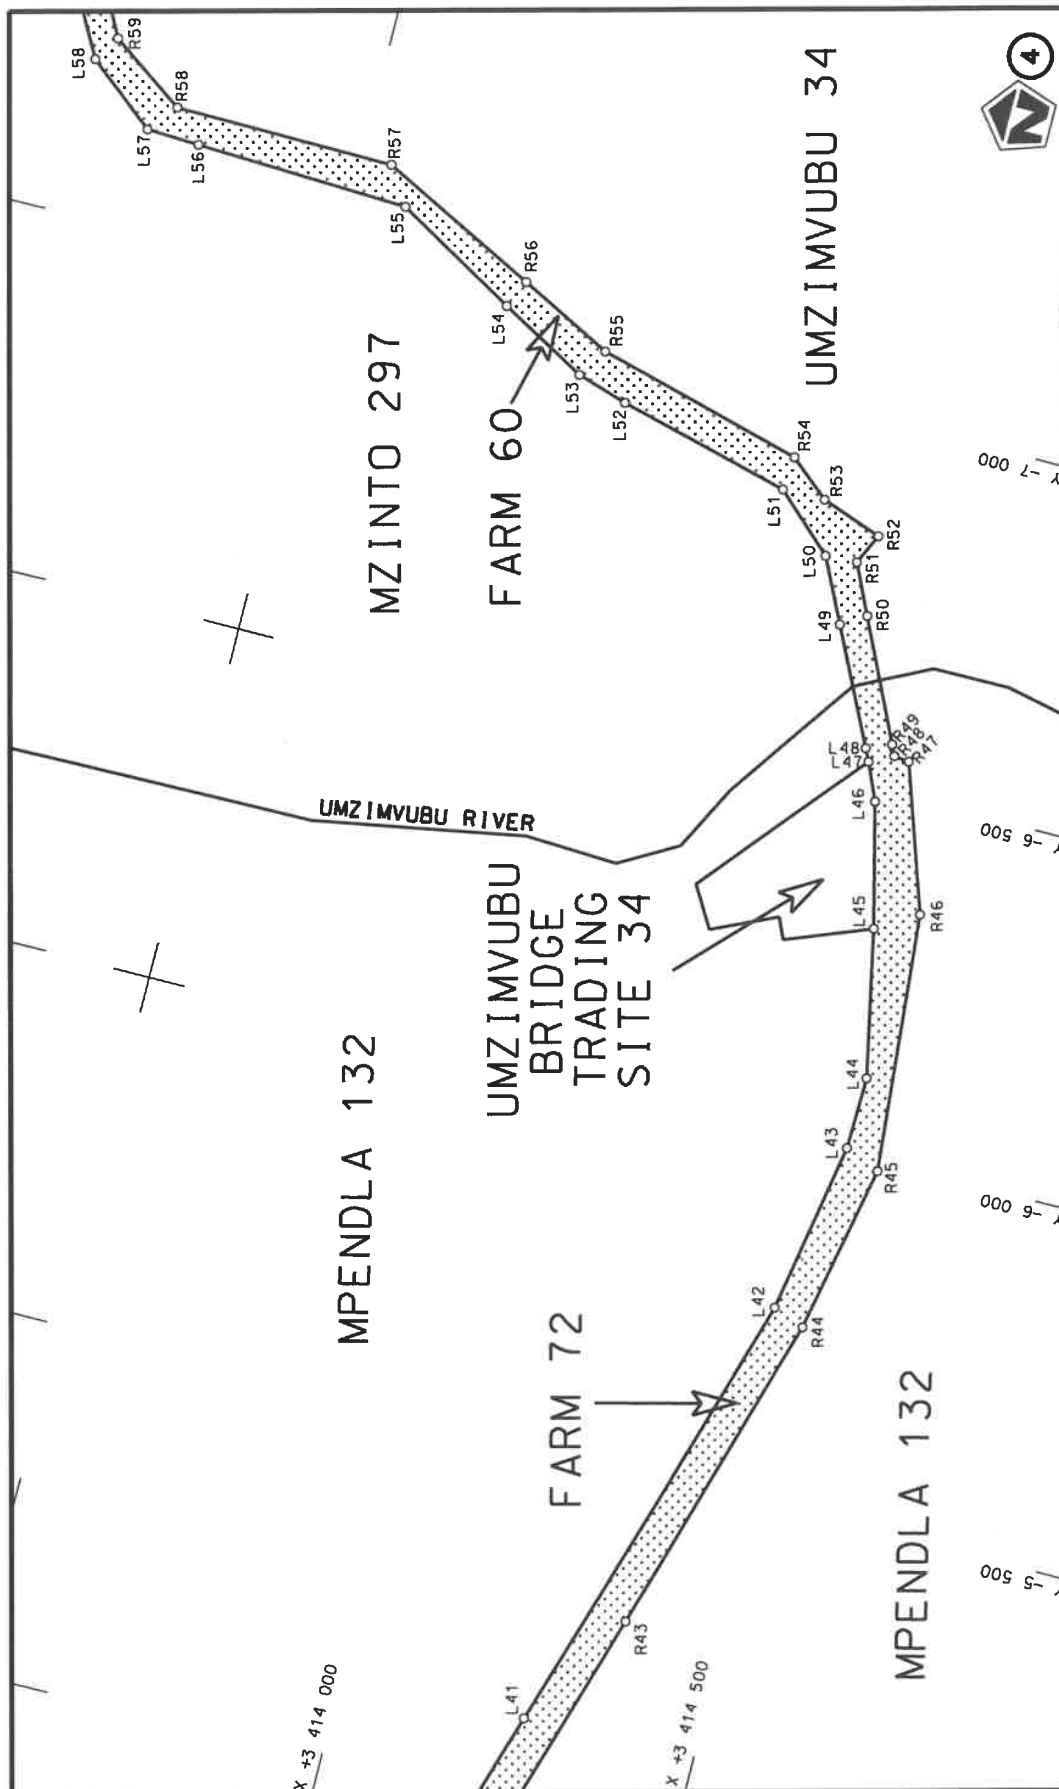 MPENDLA 132
MZINTO 297
FARM 60
UMZIMVUBU RIVER
UMZIMVUBU
BRIDGE
TRADING
SITE 34
FARM 72
UMZIMVUBU 34
MPENDLA 132
L41
L42
L43
L44
L45
L46
L47
L48
L49
L50
L51
L52
L53
L54
L55
L56
L57
L58
R43
R44
R45
R46
R47
R48
R49
R50
R51
R52
R53
R54
R55
R56
R57
R58
R59
X +3 414 000
X +3 414 500
Y -5 500
Y -6 000
Y -6 500
Y -7 000
N
4